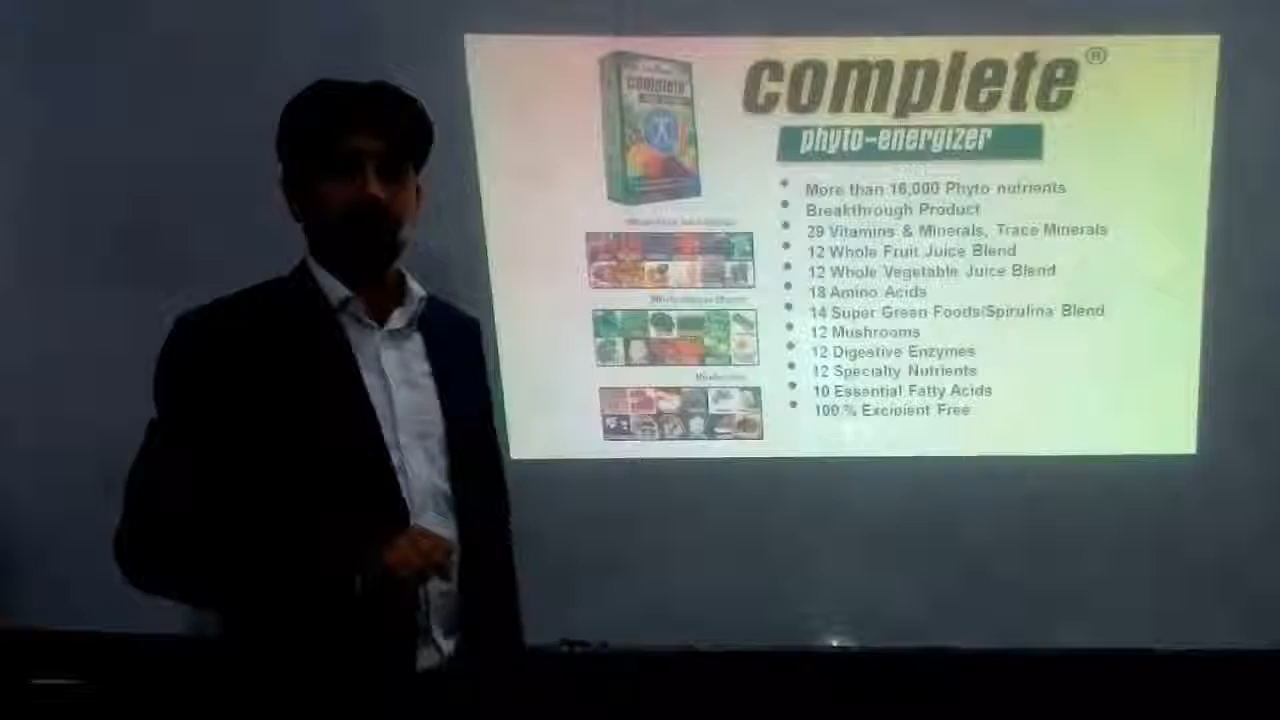 complete®
phyto-energizer
complete
More than 16,000 Phyto nutrients
Breakthrough Product
29 Vitamins & Minerals, Trace Minerals
12 Whole Fruit Juice Blend
12 Whole Vegetable Juice Blend
18 Amino Acids
14 Super Green Foods/Spirulina Blend
12 Mushrooms
12 Digestive Enzymes
12 Specialty Nutrients
10 Essential Fatty Acids
100 % Excipient Free